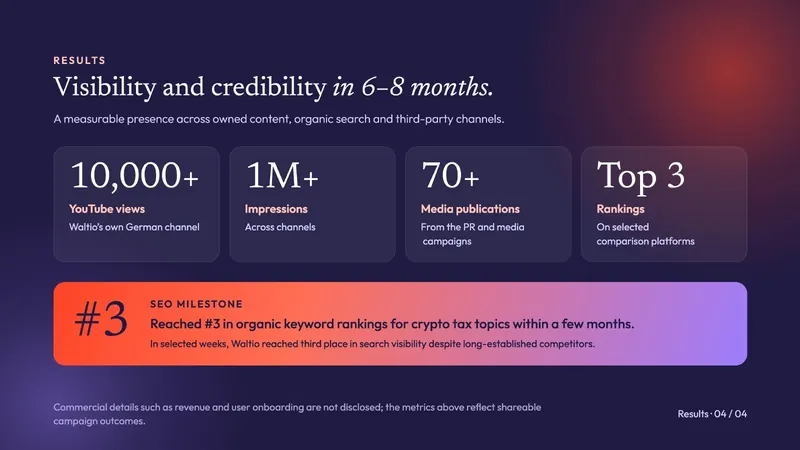 RESULTS
Visibility and credibility in 6–8 months.
A measurable presence across owned content, organic search and third-party channels.
10,000+
YouTube views
Waltio's own German channel
1M+
Impressions
Across channels
70+
Media publications
From the PR and media
campaigns
Top 3
Rankings
On selected
comparison platforms
#3
SEO MILESTONE
Reached #3 in organic keyword rankings for crypto tax topics within a few months.
In selected weeks, Waltio reached third place in search visibility despite long-established competitors.
Commercial details such as revenue and user onboarding are not disclosed; the metrics above reflect shareable
campaign outcomes.
Results · 04 / 04